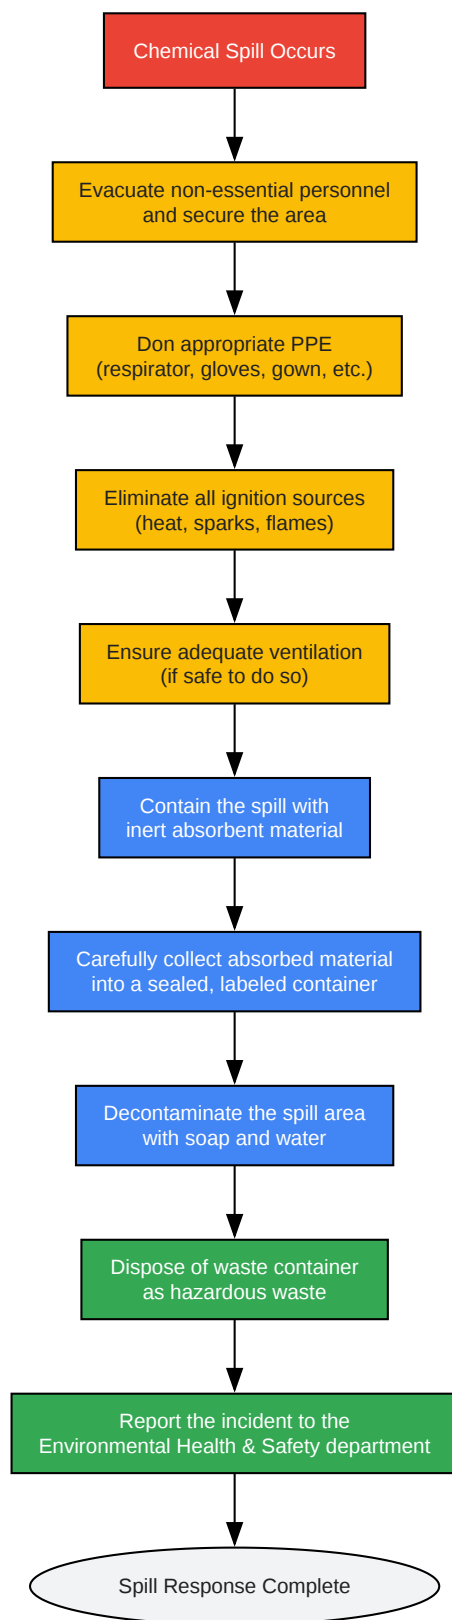 Chemical Spill Occurs
Evacuate non-essential personnel
and secure the area
Don appropriate PPE
(respirator, gloves, gown, etc.)
Eliminate all ignition sources
(heat, sparks, flames)
Ensure adequate ventilation
(if safe to do so)
Contain the spill with
inert absorbent material
Carefully collect absorbed material
into a sealed, labeled container
Decontaminate the spill area
with soap and water
Dispose of waste container
as hazardous waste
Report the incident to the
Environmental Health & Safety department
Spill Response Complete